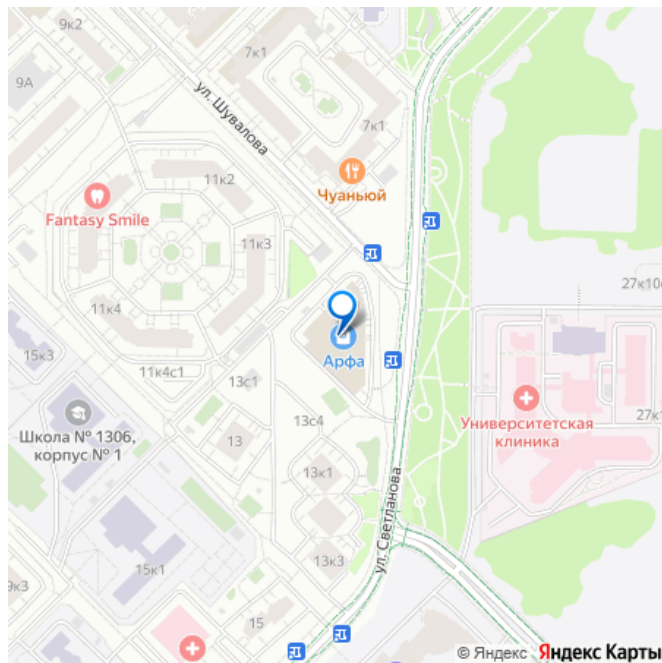 9к2
7к1
9А
ул. Шувалова
7к1
Чуаньюй
11к2
Fantasy Smile
11к3
27к10с
11к4
Арфа
15к3
11к4с1
13с1
27к1
Университетская
клиника
Школа № 1306,
корпус № 1
13с4
13
13к1
ул. Светланова
13к3
15к1
9к3
15
© Яндекс Яндекс Карты